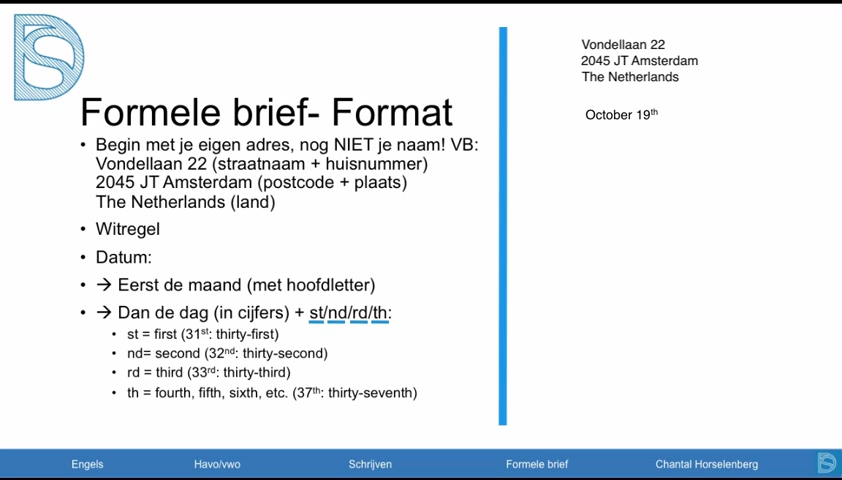 Formele brief- Format
• Begin met je eigen adres, nog NIET je naam! VB:
Vondellaan 22 (straatnaam + huisnummer)
2045 JT Amsterdam (postcode + plaats)
The Netherlands (land)
• Witregel
• Datum:
• → Eerst de maand (met hoofdletter)
• → Dan de dag (in cijfers) + st/nd/rd/th:
• st = first (31st: thirty-first)
• nd= second (32nd: thirty-second)
• rd = third (33rd: thirty-third)
• th = fourth, fifth, sixth, etc. (37th: thirty-seventh)
Vondellaan 22
2045 JT Amsterdam
The Netherlands
October 19th
Engels
Havo/vwo
Schrijven
Formele brief
Chantal Horselenberg